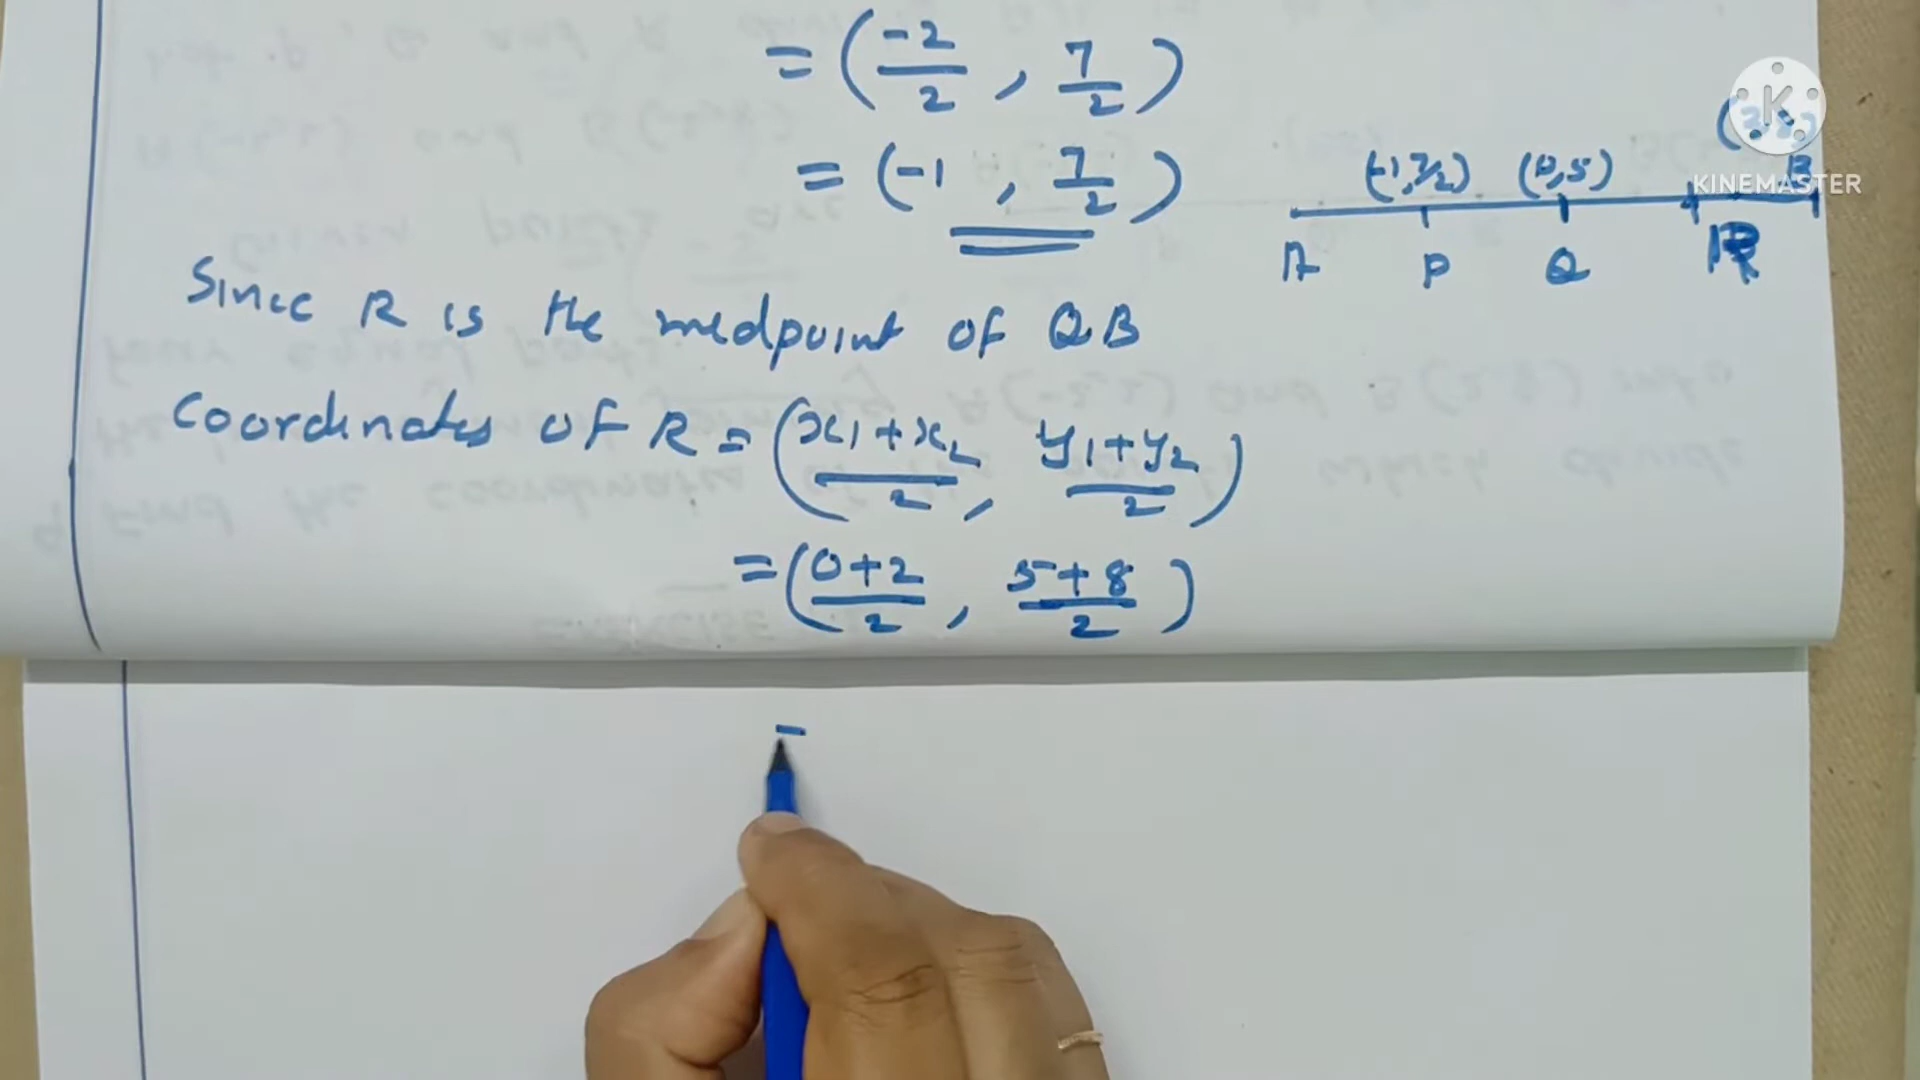 = (-2/2 , 7/2)
= (-1 , 7/2)
(-1, 7/2) (0,5)
B
KINEMASTER
A P Q R
Since R is the midpoint of QB
Coordinates of R = (x₁+x₂/2 , y₁+y₂/2)
= (0+2/2 , 5+8/2)